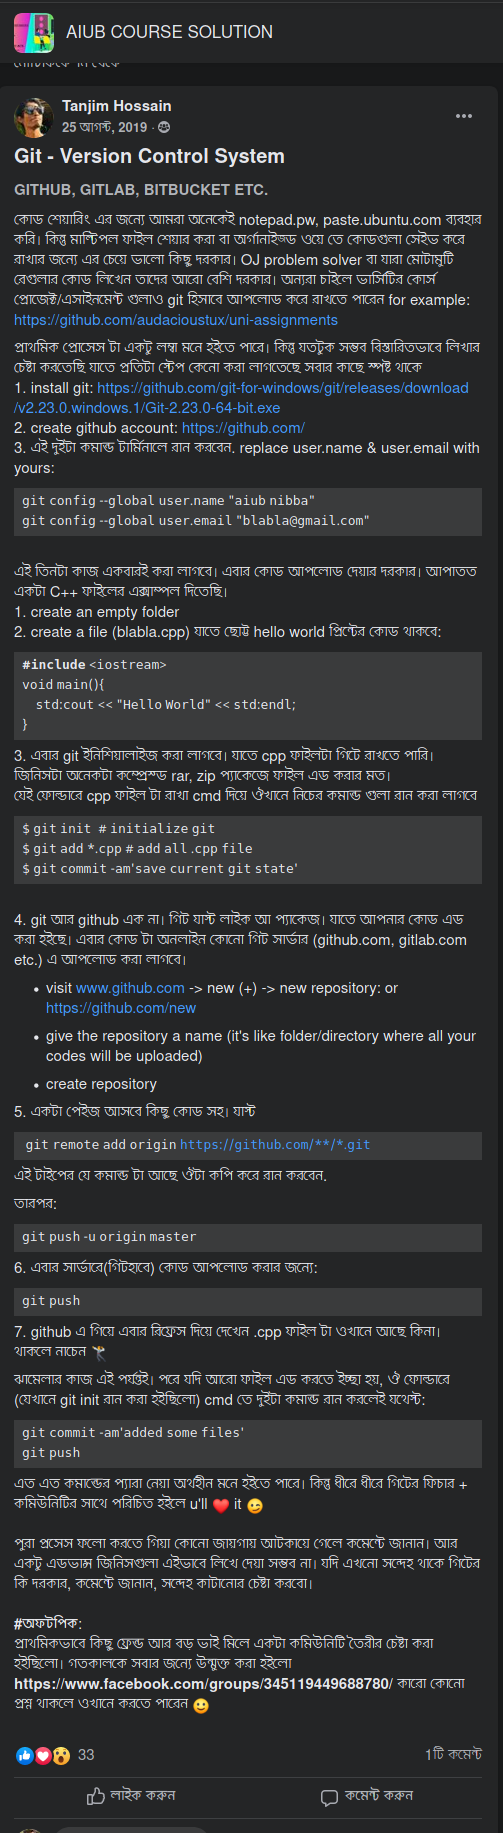 AIUB COURSE SOLUTION
Tanjim Hossain
25 আগস্ট, 2019 ·
Git - Version Control System
GITHUB, GITLAB, BITBUCKET ETC.
কোড শেয়ারিং এর জন্যে আমরা অনেকেই notepad.pw, paste.ubuntu.com ব্যবহার
করি। কিন্তু মাল্টিপল ফাইল শেয়ার করা বা অর্গানাইজড ওয়ে তে কোডগুলা সেইভ করে
রাখার জন্যে এর চেয়ে ভালো কিছু দরকার। OJ problem solver বা যারা মোটামুটি
রেগুলার কোড লিখেন তাদের আরো বেশি দরকার। অন্যরা চাইলে ভার্সিটির কোর্স
প্রোজেক্ট/এসাইনমেন্ট গুলাও git হিসাবে আপলোড করে রাখতে পারেন for example:
https://github.com/audacioustux/uni-assignments
প্রাথমিক প্রোসেস টা একটু লম্বা মনে হইতে পারে। কিন্তু যতটুক সম্ভব বিস্তারিতভাবে লিখার
চেষ্টা করতেছি যাতে প্রতিটা স্টেপ কেনো করা লাগতেছে সবার কাছে স্পষ্ট থাকে
1. install git: https://github.com/git-for-windows/git/releases/download
/v2.23.0.windows.1/Git-2.23.0-64-bit.exe
2. create github account: https://github.com/
3. এই দুইটা কমান্ড টার্মিনালে রান করবেন. replace user.name & user.email with
yours:
git config --global user.name "aiub nibba"
git config --global user.email "blabla@gmail.com"
এই তিনটা কাজ একবারই করা লাগবে। এবার কোড আপলোড দেয়ার দরকার। আপাতত
একটা C++ ফাইলের এক্সাম্পল দিতেছি।
1. create an empty folder
2. create a file (blabla.cpp) যাতে ছোট্ট hello world প্রিন্টের কোড থাকবে:
#include <iostream>
void main(){
std:cout << "Hello World" << std:endl;
}
3. এবার git ইনিশিয়ালাইজ করা লাগবে। যাতে cpp ফাইলটা গিটে রাখতে পারি।
জিনিসটা অনেকটা কম্প্রেস্ড rar, zip প্যাকেজে ফাইল এড করার মত।
যেই ফোল্ডারে cpp ফাইল টা রাখা cmd দিয়ে ঔখানে নিচের কমান্ড গুলা রান করা লাগবে
$ git init # initialize git
$ git add *.cpp # add all .cpp file
$ git commit -am'save current git state'
4. git আর github এক না। গিট যাস্ট লাইক আ প্যাকেজ। যাতে আপনার কোড এড
করা হইছে। এবার কোড টা অনলাইন কোনো গিট সার্ভার (github.com, gitlab.com
etc.) এ আপলোড করা লাগবে।
• visit www.github.com -> new (+) -> new repository: or
https://github.com/new
• give the repository a name (it's like folder/directory where all your
codes will be uploaded)
• create repository
5. একটা পেইজ আসবে কিছু কোড সহ। যাস্ট
git remote add origin https://github.com/**/*.git
এই টাইপের যে কমান্ড টা আছে ঔটা কপি করে রান করবেন.
তারপর:
git push -u origin master
6. এবার সার্ভারে(গিটহাবে) কোড আপলোড করার জন্যে:
git push
7. github এ গিয়ে এবার রিফ্রেস দিয়ে দেখেন .cpp ফাইল টা ওখানে আছে কিনা।
থাকলে নাচেন 🕺
ঝামেলার কাজ এই পর্যন্তই। পরে যদি আরো ফাইল এড করতে ইচ্ছা হয়, ঐ ফোল্ডারে
(যেখানে git init রান করা হইছিলো) cmd তে দুইটা কমান্ড রান করলেই যথেস্ট:
git commit -am'added some files'
git push
এত এত কমান্ডের প্যারা নেয়া অর্থহীন মনে হইতে পারে। কিন্তু ধীরে ধীরে গিটের ফিচার +
কমিউনিটির সাথে পরিচিত হইলে u'll ❤️ it 😉
পুরা প্রসেস ফলো করতে গিয়া কোনো জায়গায় আটকায়ে গেলে কমেন্টে জানান। আর
একটু এডভান্স জিনিসগুলা এইভাবে লিখে দেয়া সম্ভব না। যদি এখনো সন্দেহ থাকে গিটের
কি দরকার, কমেন্টে জানান, সন্দেহ কাটানোর চেষ্টা করবো।
#অফটপিক:
প্রাথমিকভাবে কিছু ফ্রেন্ড আর বড় ভাই মিলে একটা কমিউনিটি তৈরীর চেষ্টা করা
হইছিলো। গতকালকে সবার জন্যে উন্মুক্ত করা হইলো
https://www.facebook.com/groups/345119449688780/ কারো কোনো
প্রশ্ন থাকলে ওখানে করতে পারেন 🙂
33
1টি কমেন্ট
লাইক করুন
কমেন্ট করুন